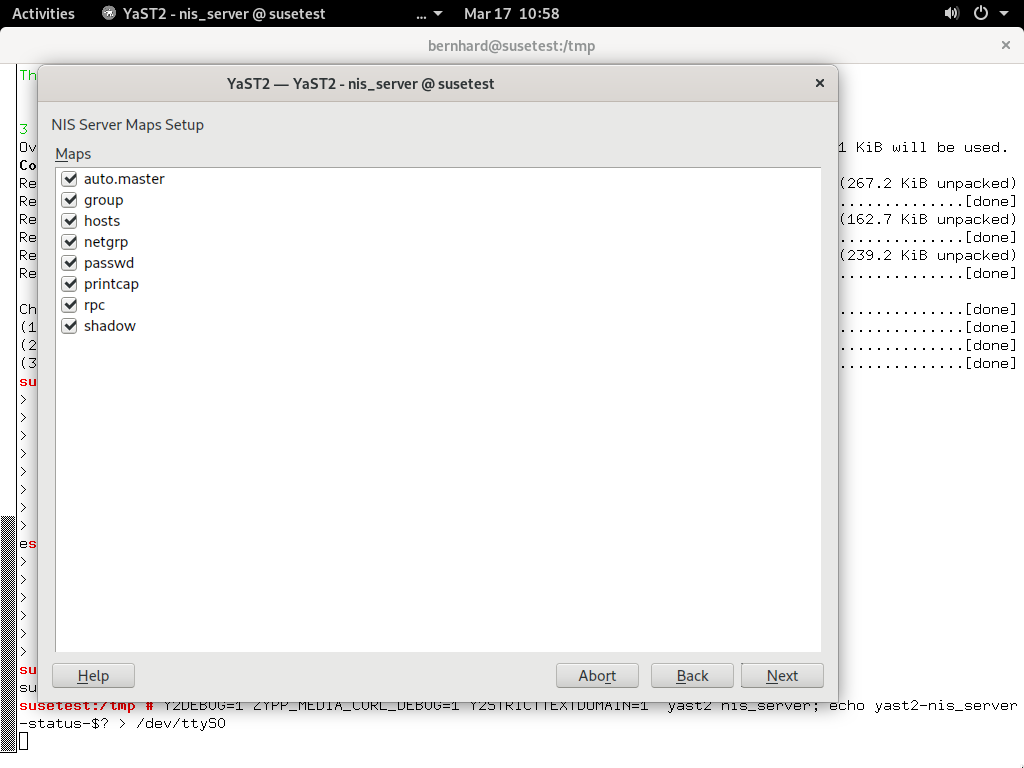 Activities YaST2 - nis_server @ susetest ... Mar 17 10:58
bernhard@susetest:/tmp
Th
YaST2 — YaST2 - nis_server @ susetest
NIS Server Maps Setup
3
Ov 1 KiB will be used.
Maps
Co
auto.master
Re (267.2 KiB unpacked)
group
Re ..............[done]
hosts
Re (162.7 KiB unpacked)
netgrp
Re ..............[done]
passwd
Re (239.2 KiB unpacked)
Re ..............[done]
printcap
rpc
Ch ..............[done]
shadow
(1 ..............[done]
(2 ..............[done]
(3 ..............[done]
su
>
>
>
>
>
>
>
>
es
>
>
>
>
>
>
su
Help Abort Back Next
su
susetest:/tmp # Y2DEBUG=1 ZYPP_MEDIA_CURL_DEBUG=1 Y2STRICTTEXTDOMAIN=1 yast2 nis_server; echo yast2-nis_server
-status-$? > /dev/ttyS0